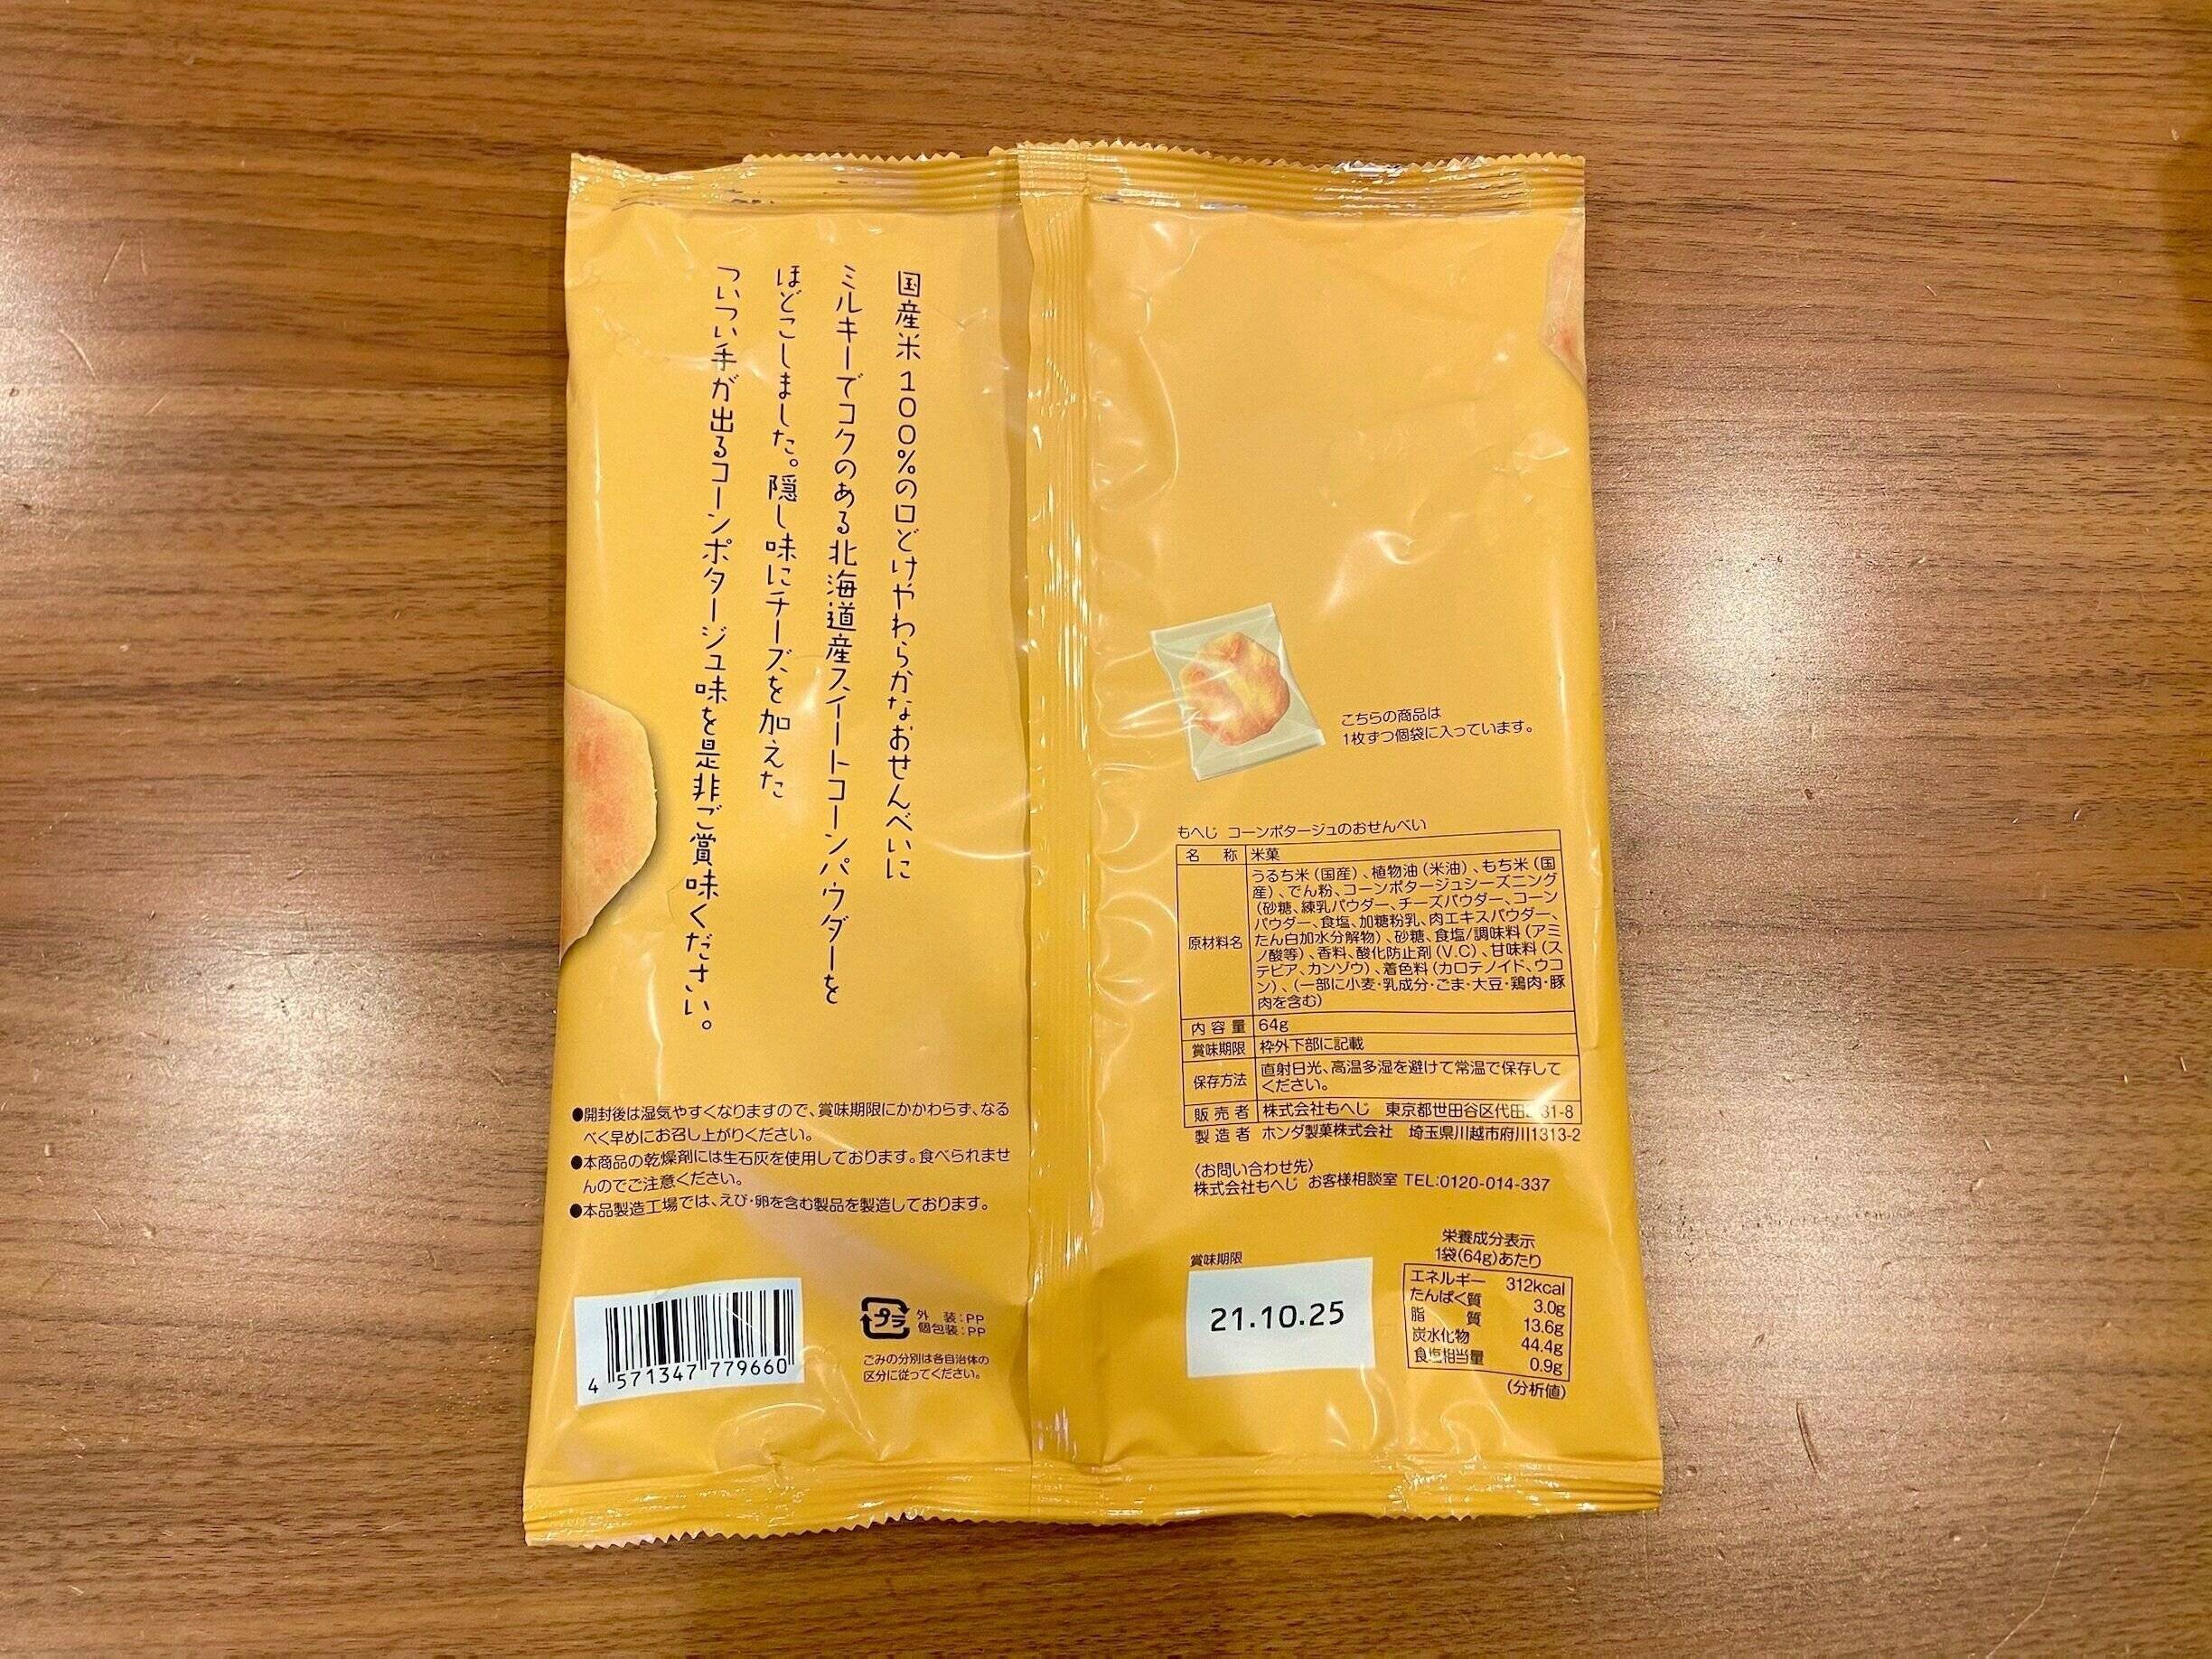 国産米100%の口どけやわらかなおせんべいに
ミルキーでコクのある北海道産スイートコーンパウダーを
ほどこしました。隠し味にチーズを加えた
ついつい手が出るコーンポタージュ味を是非ご賞味ください。
●開封後は湿気やすくなりますので、賞味期限にかかわらず、なる
べく早めにお召し上がりください。
●本商品の乾燥剤には生石灰を使用しております。食べられませ
んのでご注意ください。
●本品製造工場では、えび・卵を含む製品を製造しております。
4 571347 779660
プラ
外 装:PP
個包装:PP
ごみの分別は各自治体の
区分に従ってください。
こちらの商品は
1枚ずつ個袋に入っています。
もへじ コーンポタージュのおせんべい
名 称 米菓
原材料名
うるち米(国産)、植物油(米油)、もち米(国
産)、でん粉、コーンポタージュシーズニング
(砂糖、練乳パウダー、チーズパウダー、コーン
パウダー、食塩、加糖粉乳、肉エキスパウダー、
たん白加水分解物)、砂糖、食塩/調味料(アミ
ノ酸等)、香料、酸化防止剤(V.C)、甘味料(ス
テビア、カンゾウ)、着色料(カロテノイド、ウコ
ン)、(一部に小麦・乳成分・ごま・大豆・鶏肉・豚
肉を含む)
内容量 64g
賞味期限 枠外下部に記載
保存方法
直射日光、高温多湿を避けて常温で保存して
ください。
販売者 株式会社もへじ 東京都世田谷区代田 31-8
製造者 ホンダ製菓株式会社 埼玉県川越市府川1313-2
〈お問い合わせ先〉
株式会社もへじ お客様相談室 TEL:0120-014-337
賞味期限
21.10.25
栄養成分表示
1袋(64g)あたり
エネルギー 312kcal
たんぱく質 3.0g
脂 質 13.6g
炭水化物 44.4g
食塩相当量 0.9g
(分析値)